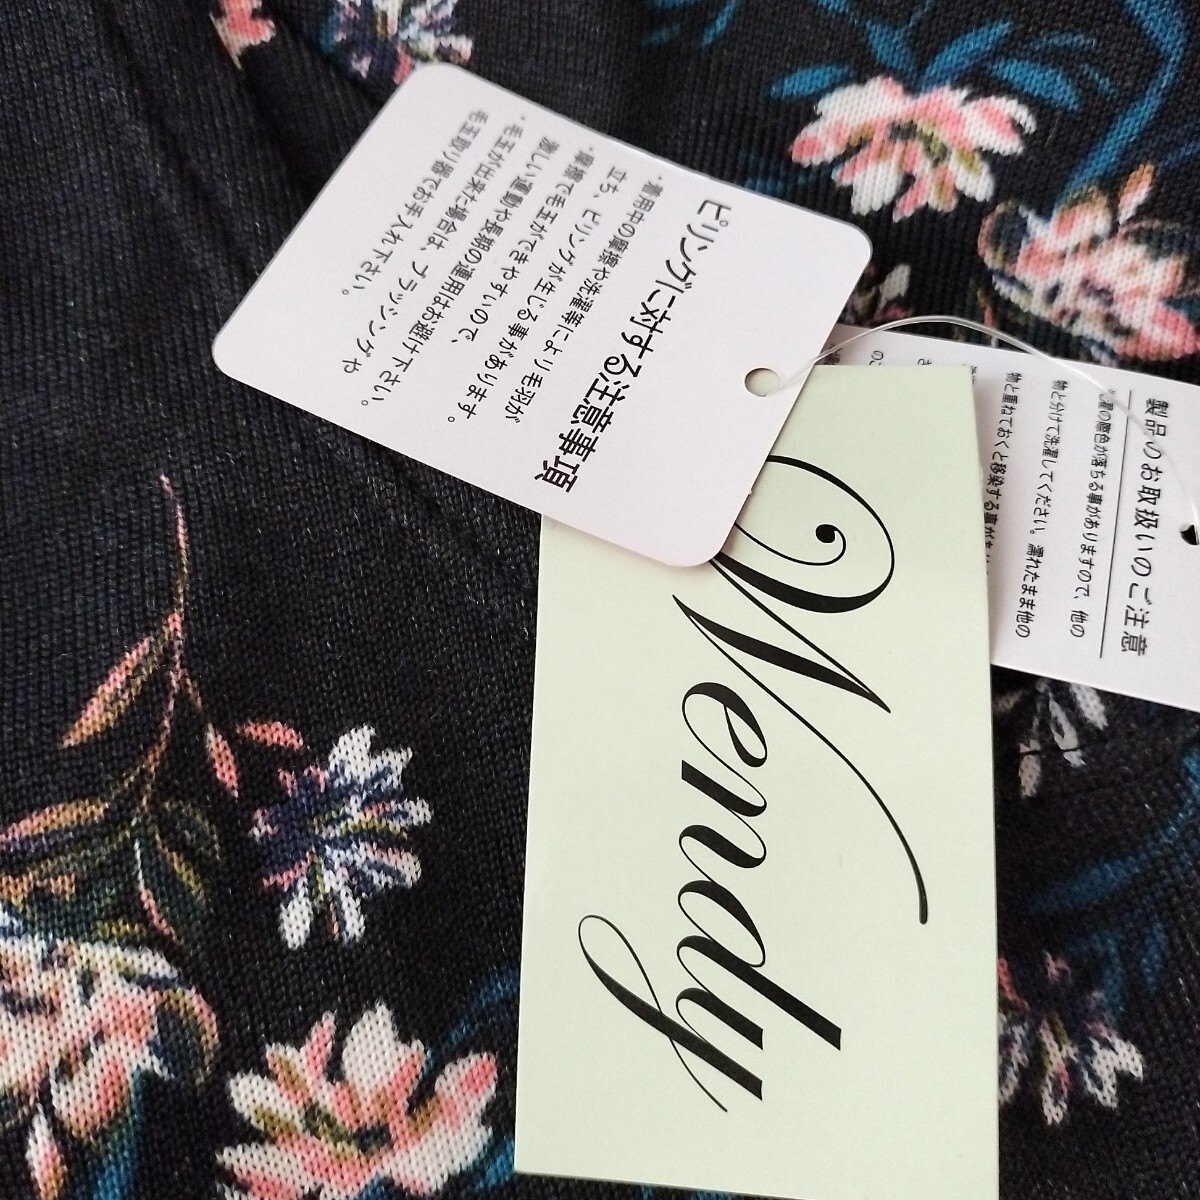 ピリングに対する注意事項
・着用中の摩擦や洗濯等により毛羽が
立ち、ピリングが生じる事があります。
・摩擦で毛玉ができやすいので、
激しい運動や長期の連用はお避け下さい。
・毛玉が出来た場合は、ブラッシングや
毛玉取り器でお手入れ下さい。
Wendy
製品のお取扱いのご注意
濯の際色が落ちる事がありますので、他の
物と分けて洗濯してください。濡れたまま他の
物と重ねておくと移染する事があり